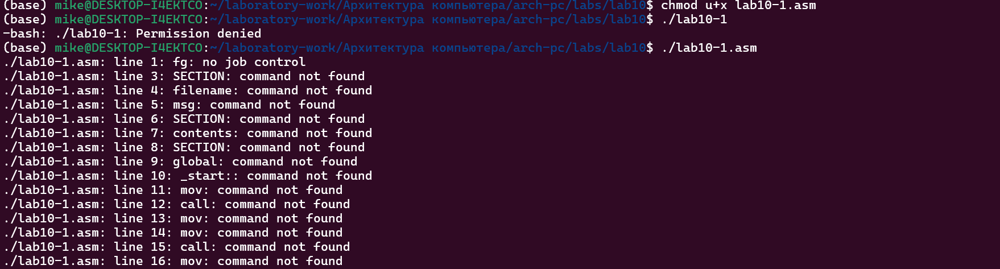 (base) mike@DESKTOP-I4EKTCO:~/laboratory-work/Архитектура компьютера/arch-pc/labs/lab10$ chmod u+x lab10-1.asm
(base) mike@DESKTOP-I4EKTCO:~/laboratory-work/Архитектура компьютера/arch-pc/labs/lab10$ ./lab10-1
-bash: ./lab10-1: Permission denied
(base) mike@DESKTOP-I4EKTCO:~/laboratory-work/Архитектура компьютера/arch-pc/labs/lab10$ ./lab10-1.asm
./lab10-1.asm: line 1: fg: no job control
./lab10-1.asm: line 3: SECTION: command not found
./lab10-1.asm: line 4: filename: command not found
./lab10-1.asm: line 5: msg: command not found
./lab10-1.asm: line 6: SECTION: command not found
./lab10-1.asm: line 7: contents: command not found
./lab10-1.asm: line 8: SECTION: command not found
./lab10-1.asm: line 9: global: command not found
./lab10-1.asm: line 10: _start:: command not found
./lab10-1.asm: line 11: mov: command not found
./lab10-1.asm: line 12: call: command not found
./lab10-1.asm: line 13: mov: command not found
./lab10-1.asm: line 14: mov: command not found
./lab10-1.asm: line 15: call: command not found
./lab10-1.asm: line 16: mov: command not found